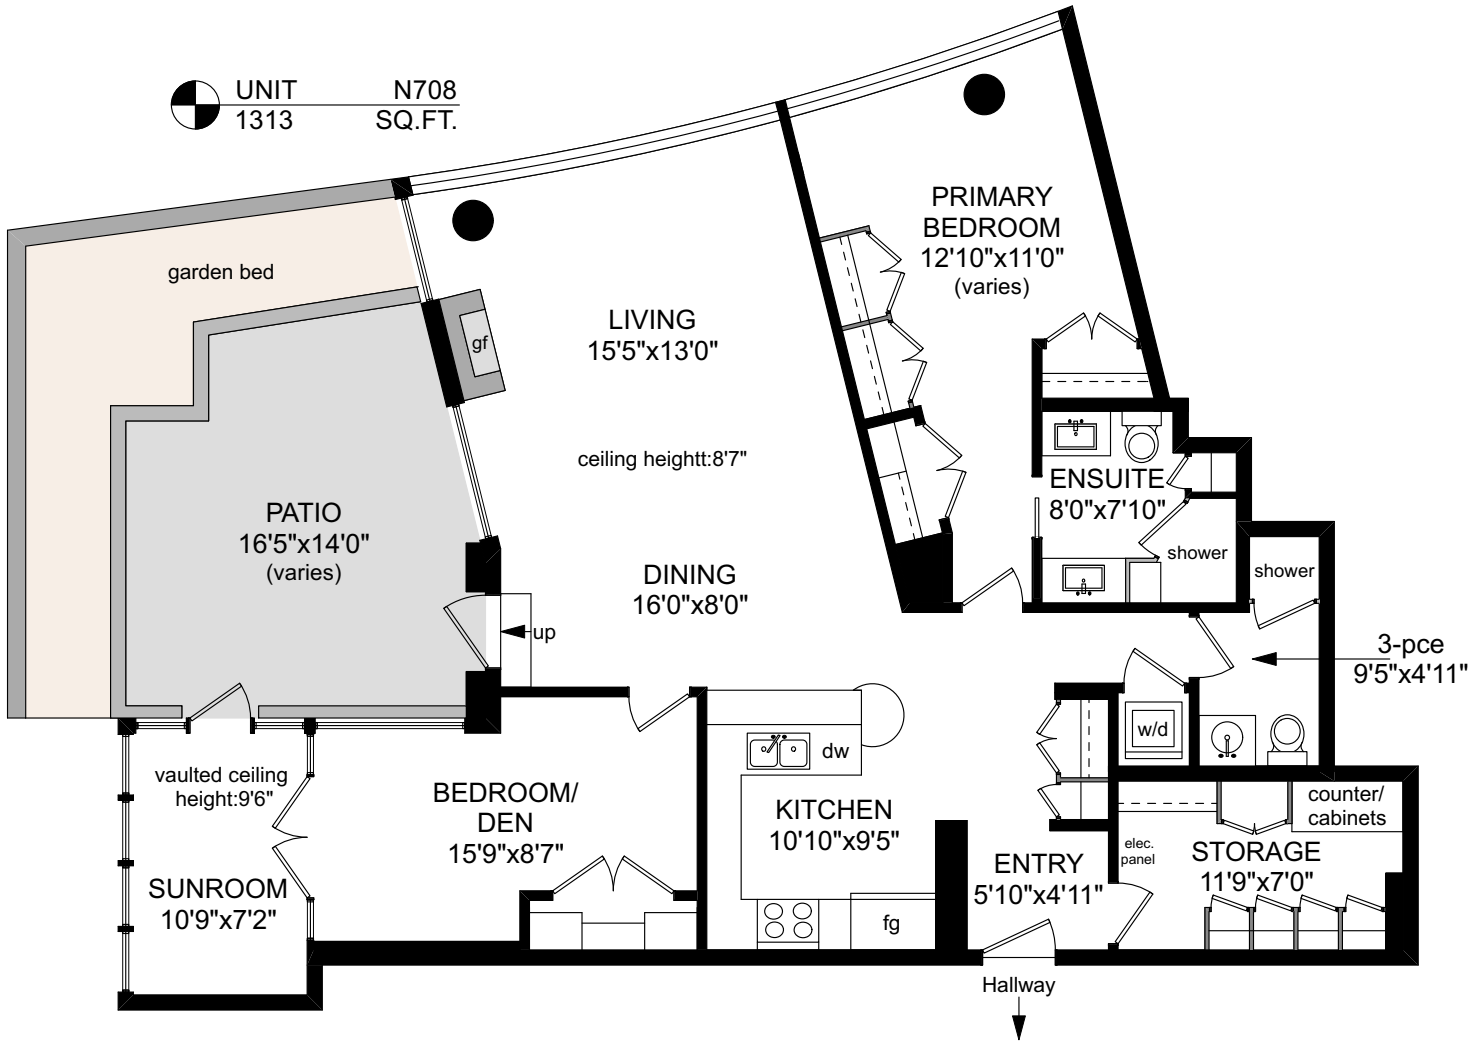 UNIT N708
1313 SQ.FT.
garden bed
PRIMARY
BEDROOM
12'10"x11'0"
(varies)
LIVING
15'5"x13'0"
gf
ceiling heightt:8'7"
ENSUITE
8'0"x7'10"
shower
shower
PATIO
16'5"x14'0"
(varies)
DINING
16'0"x8'0"
up
3-pce
9'5"x4'11"
w/d
dw
vaulted ceiling
height:9'6"
BEDROOM/
DEN
15'9"x8'7"
KITCHEN
10'10"x9'5"
counter/
cabinets
elec.
panel
STORAGE
11'9"x7'0"
ENTRY
5'10"x4'11"
SUNROOM
10'9"x7'2"
fg
Hallway